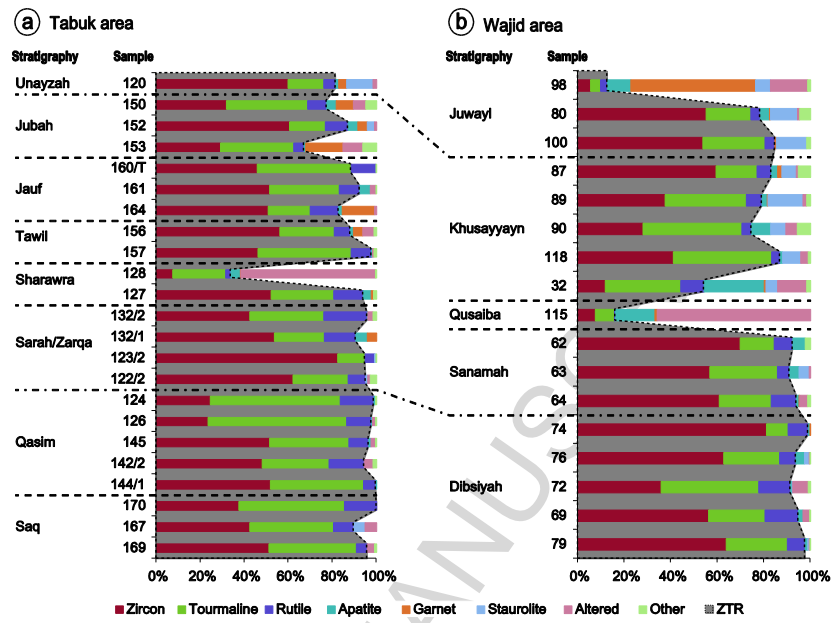 a Tabuk area
Stratigraphy Sample
Unayzah 120
150
Jubah 152
153
160/T
Jauf 161
164
Tawil 156
157
Sharawra 128
127
132/2
Sarah/Zarqa 132/1
123/2
122/2
124
126
Qasim 145
142/2
144/1
170
Saq 167
169
0% 20% 40% 60% 80% 100%
b Wajid area
Stratigraphy Sample
98
Juwayl 80
100
87
89
Khusayyayn 90
118
32
Qusaiba 115
62
Sanamah 63
64
74
76
Dibsiyah 72
69
79
0% 20% 40% 60% 80% 100%
Zircon Tourmaline Rutile Apatite Garnet Staurolite Altered Other ZTR